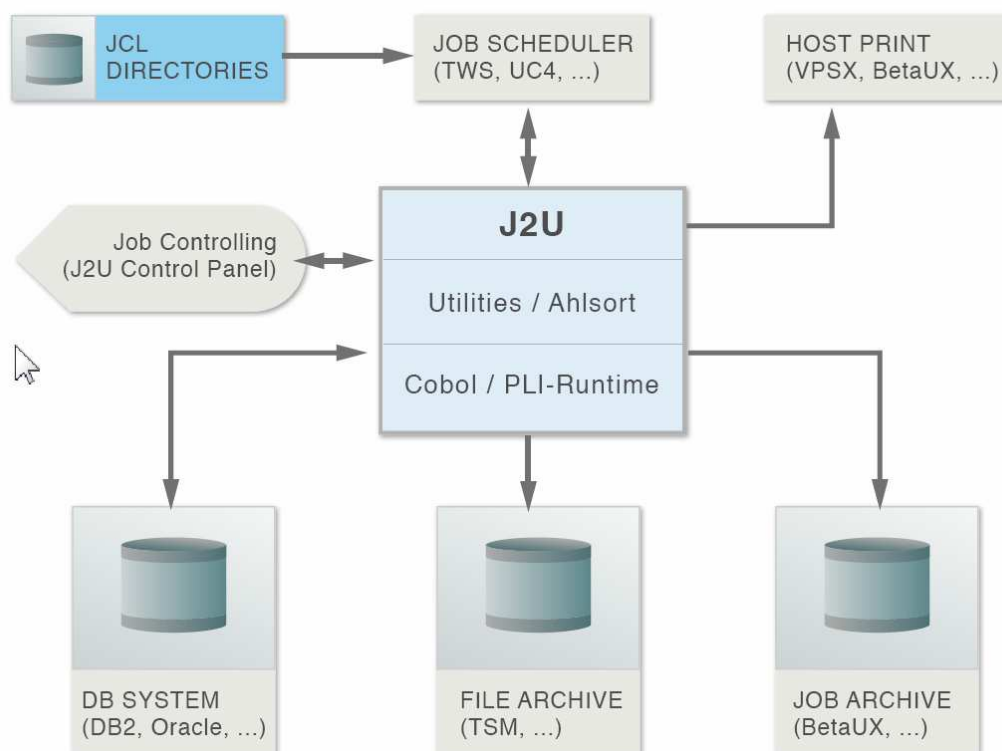 JCL
DIRECTORIES
JOB SCHEDULER
(TWS, UC4, ...)
HOST PRINT
(VPSX, BetaUX, ...)
J2U
Job Controlling
(J2U Control Panel)
Utilities / Ahlsort
Cobol / PLI-Runtime
DB SYSTEM
(DB2, Oracle, ...)
FILE ARCHIVE
(TSM, ...)
JOB ARCHIVE
(BetaUX, ...)